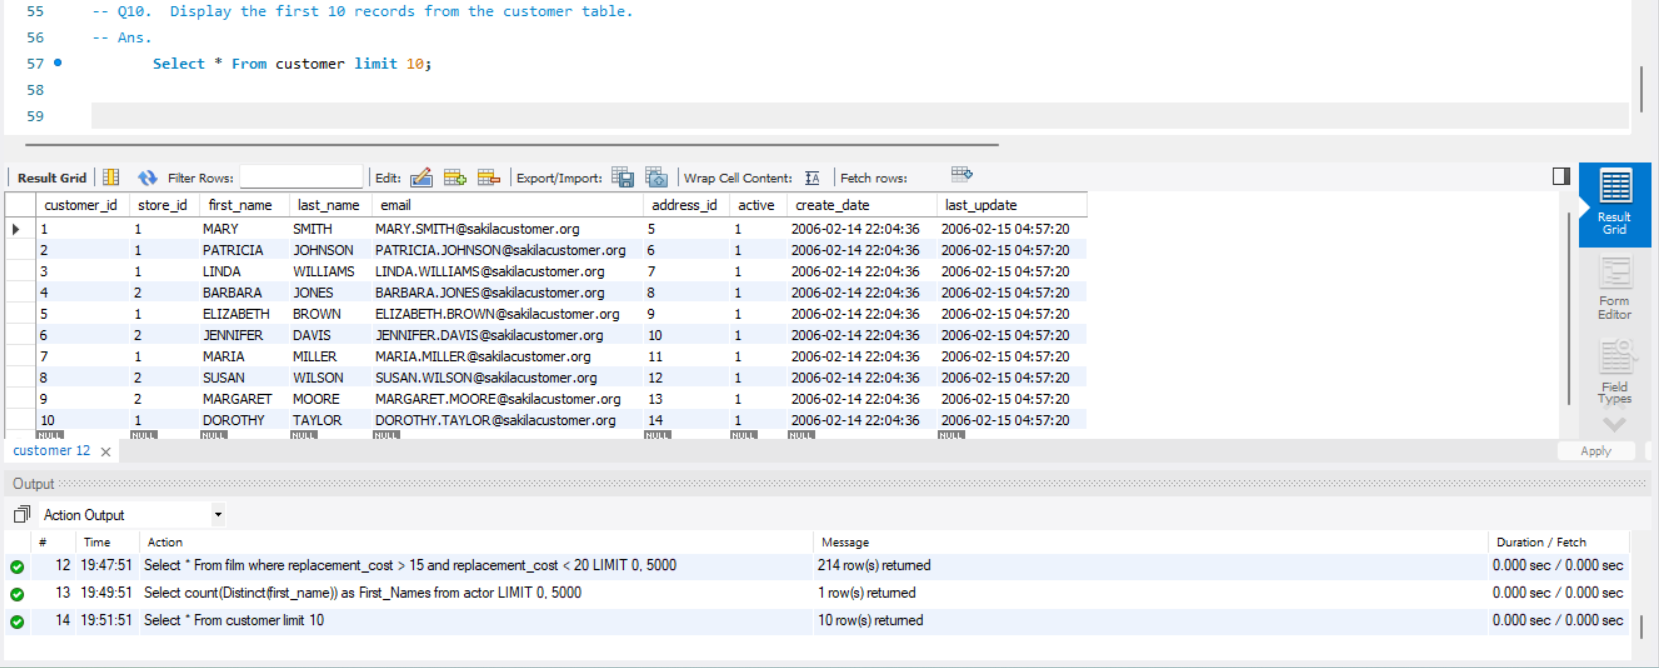 55 -- Q10.  Display the first 10 records from the customer table.
56 -- Ans.
57 Select * From customer limit 10;
58
59
Result Grid Filter Rows: Edit: Export/Import: Wrap Cell Content: Fetch rows:
customer_id store_id first_name last_name email address_id active create_date last_update
1 1 MARY SMITH MARY.SMITH@sakilacustomer.org 5 1 2006-02-14 22:04:36 2006-02-15 04:57:20
2 1 PATRICIA JOHNSON PATRICIA.JOHNSON@sakilacustomer.org 6 1 2006-02-14 22:04:36 2006-02-15 04:57:20
3 1 LINDA WILLIAMS LINDA.WILLIAMS@sakilacustomer.org 7 1 2006-02-14 22:04:36 2006-02-15 04:57:20
4 2 BARBARA JONES BARBARA.JONES@sakilacustomer.org 8 1 2006-02-14 22:04:36 2006-02-15 04:57:20
5 1 ELIZABETH BROWN ELIZABETH.BROWN@sakilacustomer.org 9 1 2006-02-14 22:04:36 2006-02-15 04:57:20
6 2 JENNIFER DAVIS JENNIFER.DAVIS@sakilacustomer.org 10 1 2006-02-14 22:04:36 2006-02-15 04:57:20
7 1 MARIA MILLER MARIA.MILLER@sakilacustomer.org 11 1 2006-02-14 22:04:36 2006-02-15 04:57:20
8 2 SUSAN WILSON SUSAN.WILSON@sakilacustomer.org 12 1 2006-02-14 22:04:36 2006-02-15 04:57:20
9 2 MARGARET MOORE MARGARET.MOORE@sakilacustomer.org 13 1 2006-02-14 22:04:36 2006-02-15 04:57:20
10 1 DOROTHY TAYLOR DOROTHY.TAYLOR@sakilacustomer.org 14 1 2006-02-14 22:04:36 2006-02-15 04:57:20
NULL NULL NULL NULL NULL NULL NULL NULL NULL
Result
Grid
Form
Editor
Field
Types
customer 12 Apply
Output
Action Output
# Time Action Message Duration / Fetch
12 19:47:51 Select * From film where replacement_cost > 15 and replacement_cost < 20 LIMIT 0, 5000 214 row(s) returned 0.000 sec / 0.000 sec
13 19:49:51 Select count(Distinct(first_name)) as First_Names from actor LIMIT 0, 5000 1 row(s) returned 0.000 sec / 0.000 sec
14 19:51:51 Select * From customer limit 10 10 row(s) returned 0.000 sec / 0.000 sec